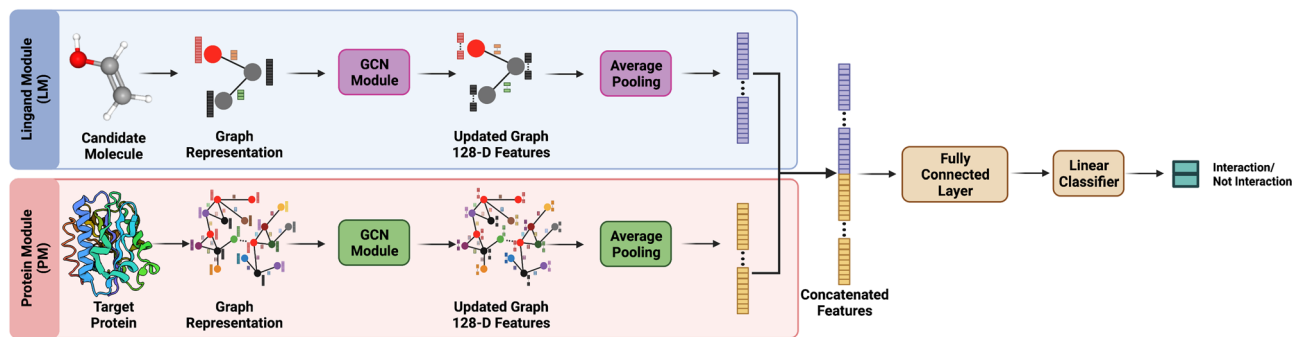 Lingand Module
(LM)
Candidate
Molecule
Graph
Representation
GCN
Module
Updated Graph
128-D Features
Average
Pooling
Protein Module
(PM)
Target
Protein
Graph
Representation
GCN
Module
Updated Graph
128-D Features
Average
Pooling
Concatenated
Features
Fully
Connected
Layer
Linear
Classifier
Interaction/
Not Interaction